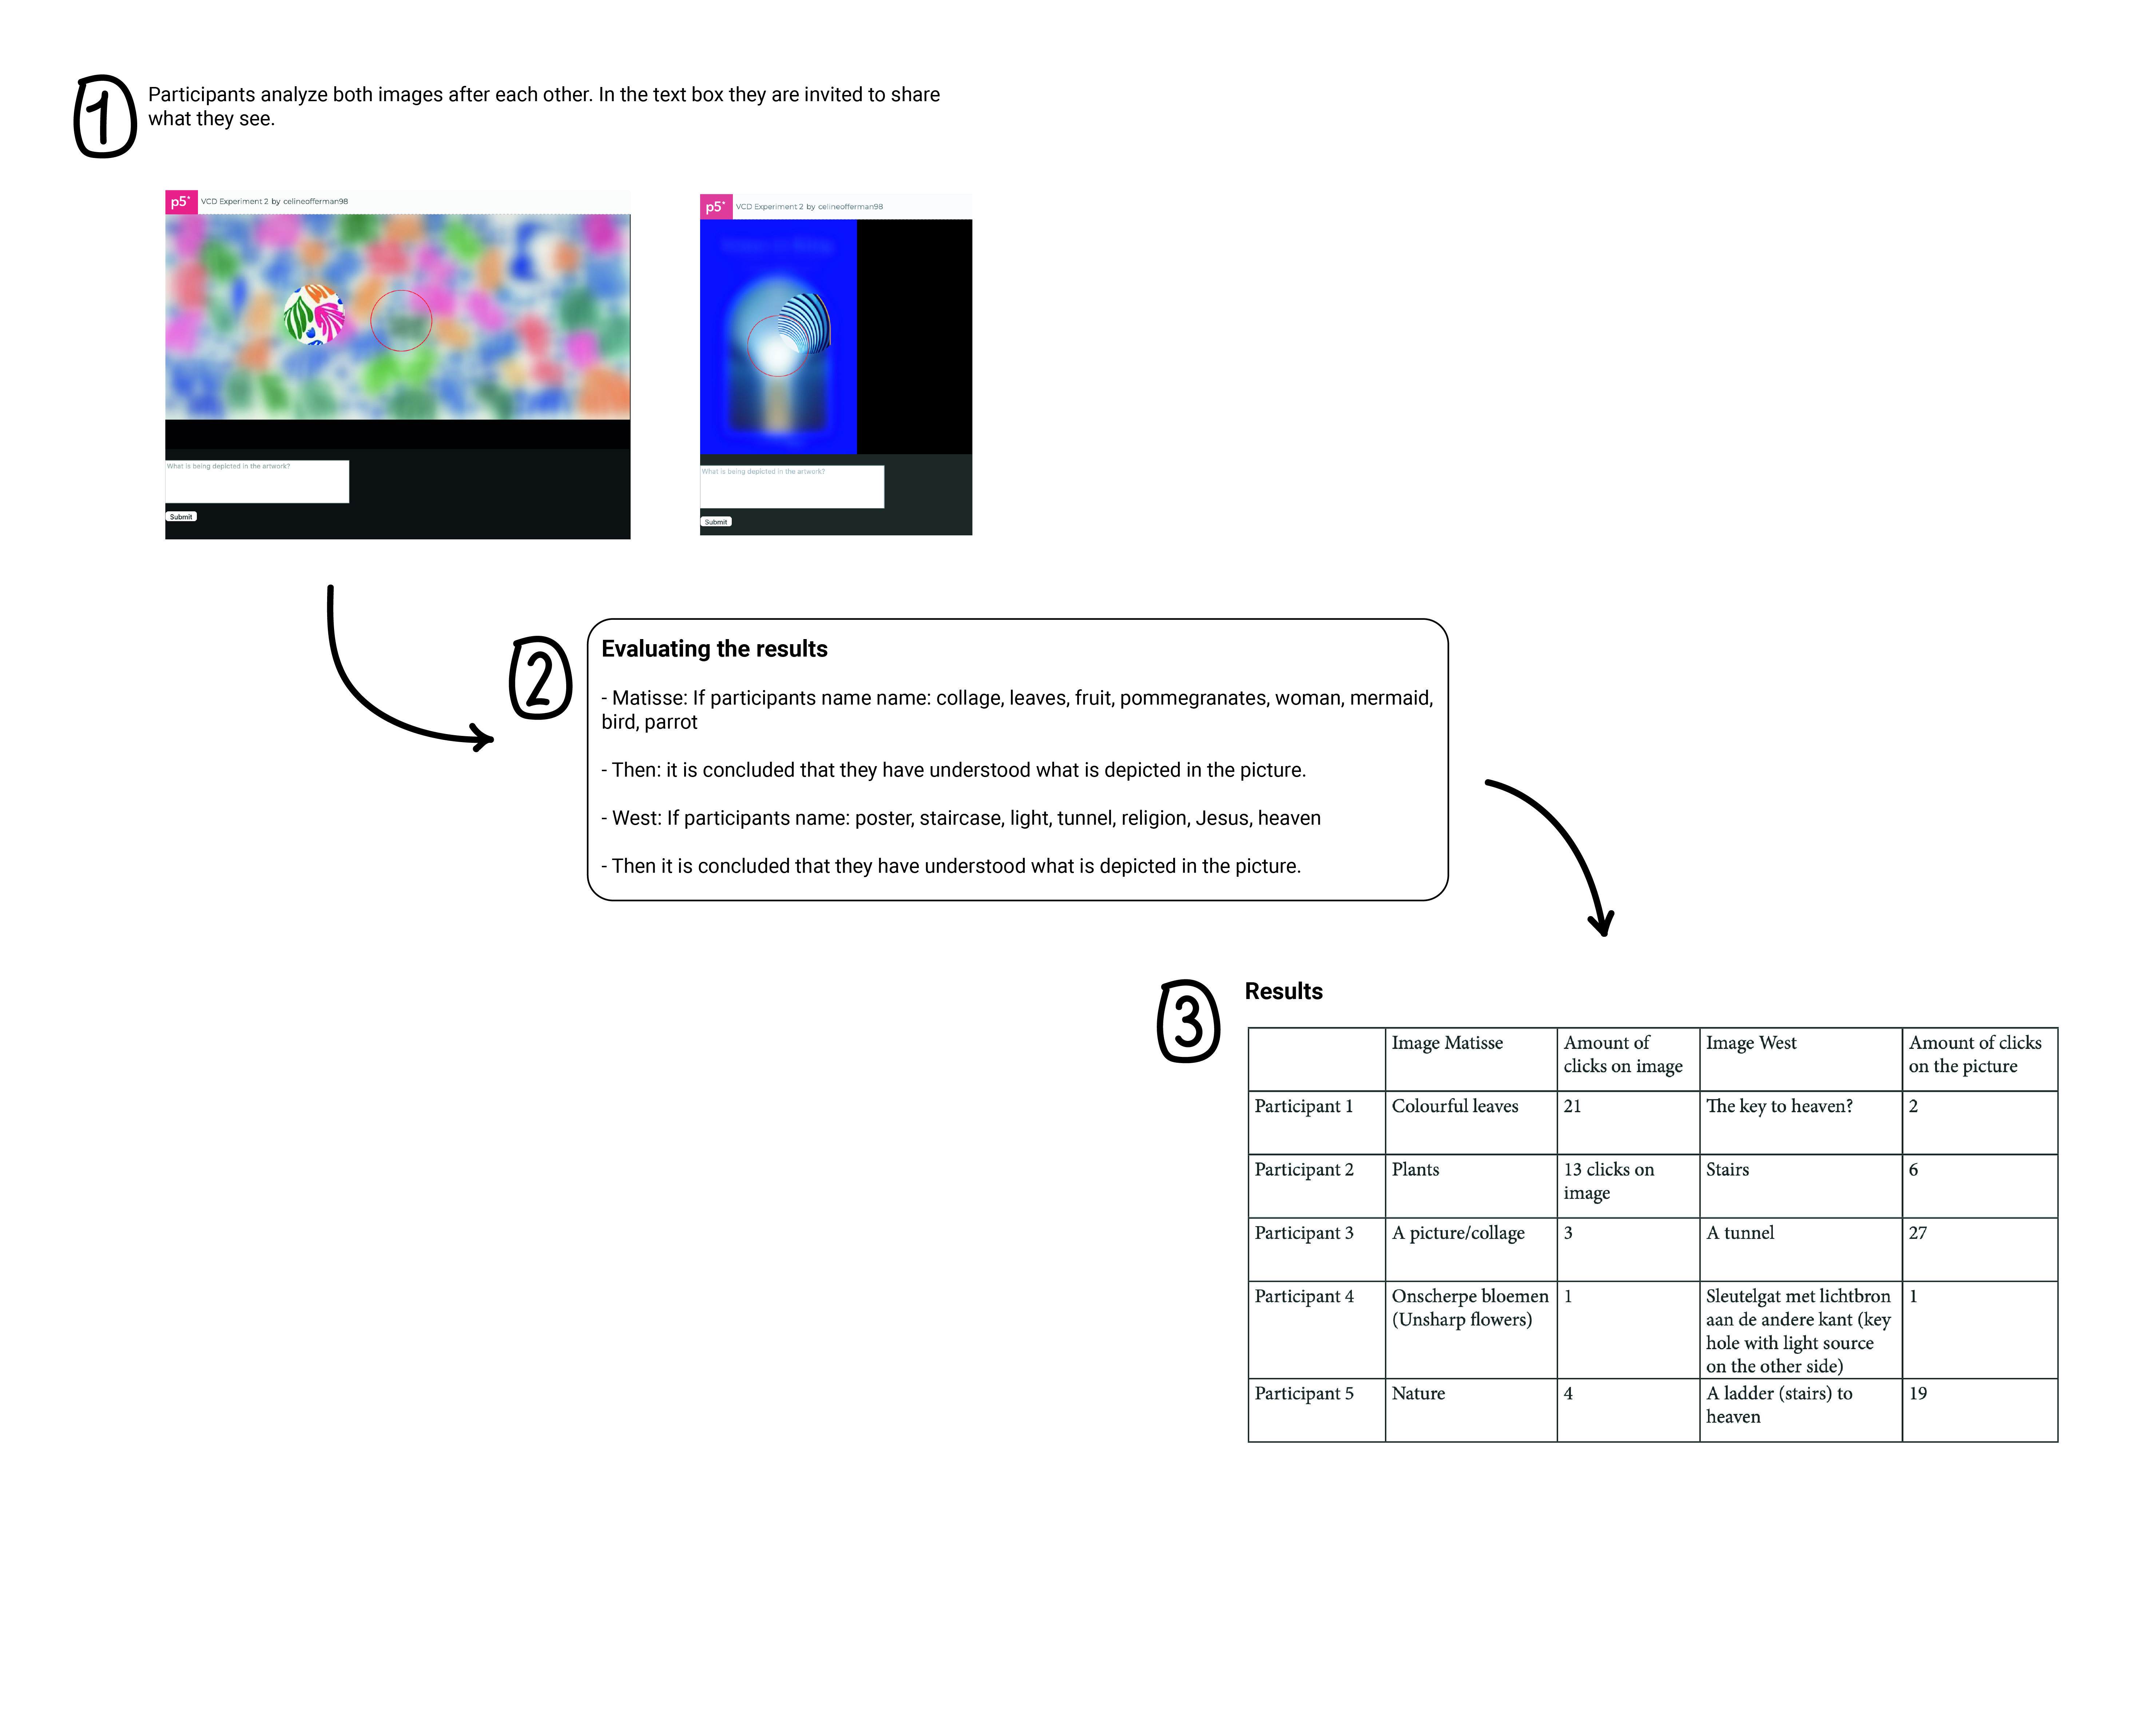 1
Participants analyze both images after each other. In the text box they are invited to share
what they see.
p5*
VCD Experiment 2 by celineofferman98
What is being depicted in the artwork?
Submit
p5*
VCD Experiment 2 by celineofferman98
What is being depicted in the artwork?
Submit
2
Evaluating the results
- Matisse: If participants name name: collage, leaves, fruit, pommegranates, woman, mermaid,
bird, parrot
- Then: it is concluded that they have understood what is depicted in the picture.
- West: If participants name: poster, staircase, light, tunnel, religion, Jesus, heaven
- Then it is concluded that they have understood what is depicted in the picture.
3
Results
Image Matisse
Amount of
clicks on image
Image West
Amount of clicks
on the picture
Participant 1
Colourful leaves
21
The key to heaven?
2
Participant 2
Plants
13 clicks on
image
Stairs
6
Participant 3
A picture/collage
3
A tunnel
27
Participant 4
Onscherpe bloemen
(Unsharp flowers)
1
Sleutelgat met lichtbron
aan de andere kant (key
hole with light source
on the other side)
1
Participant 5
Nature
4
A ladder (stairs) to
heaven
19